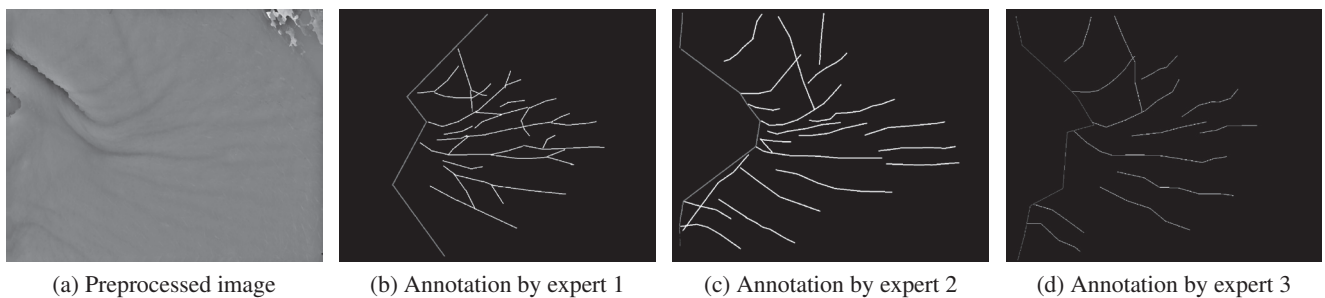 (a) Preprocessed image
(b) Annotation by expert 1
(c) Annotation by expert 2
(d) Annotation by expert 3